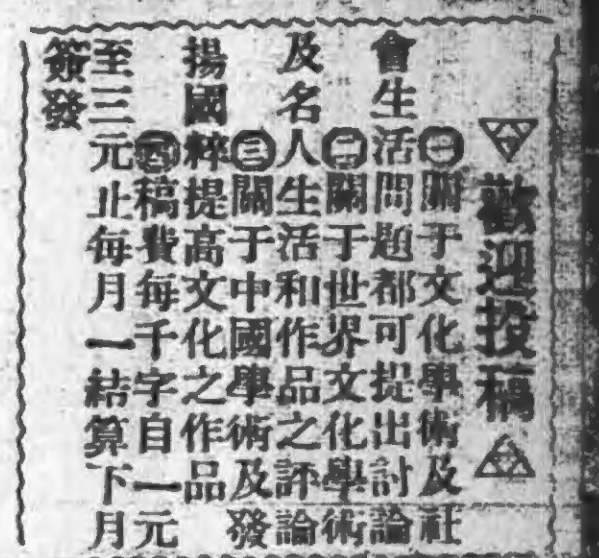 歡迎投稿
㊀關于文化學術及社
會生活問題都可提出討論
㊁關于世界文化學術
及名人生活和作品之評論
㊂關于中國學術及發
揚國粹提高文化之作品
㊃稿費每千字自一元
至三元止每月一結算下月
簽發